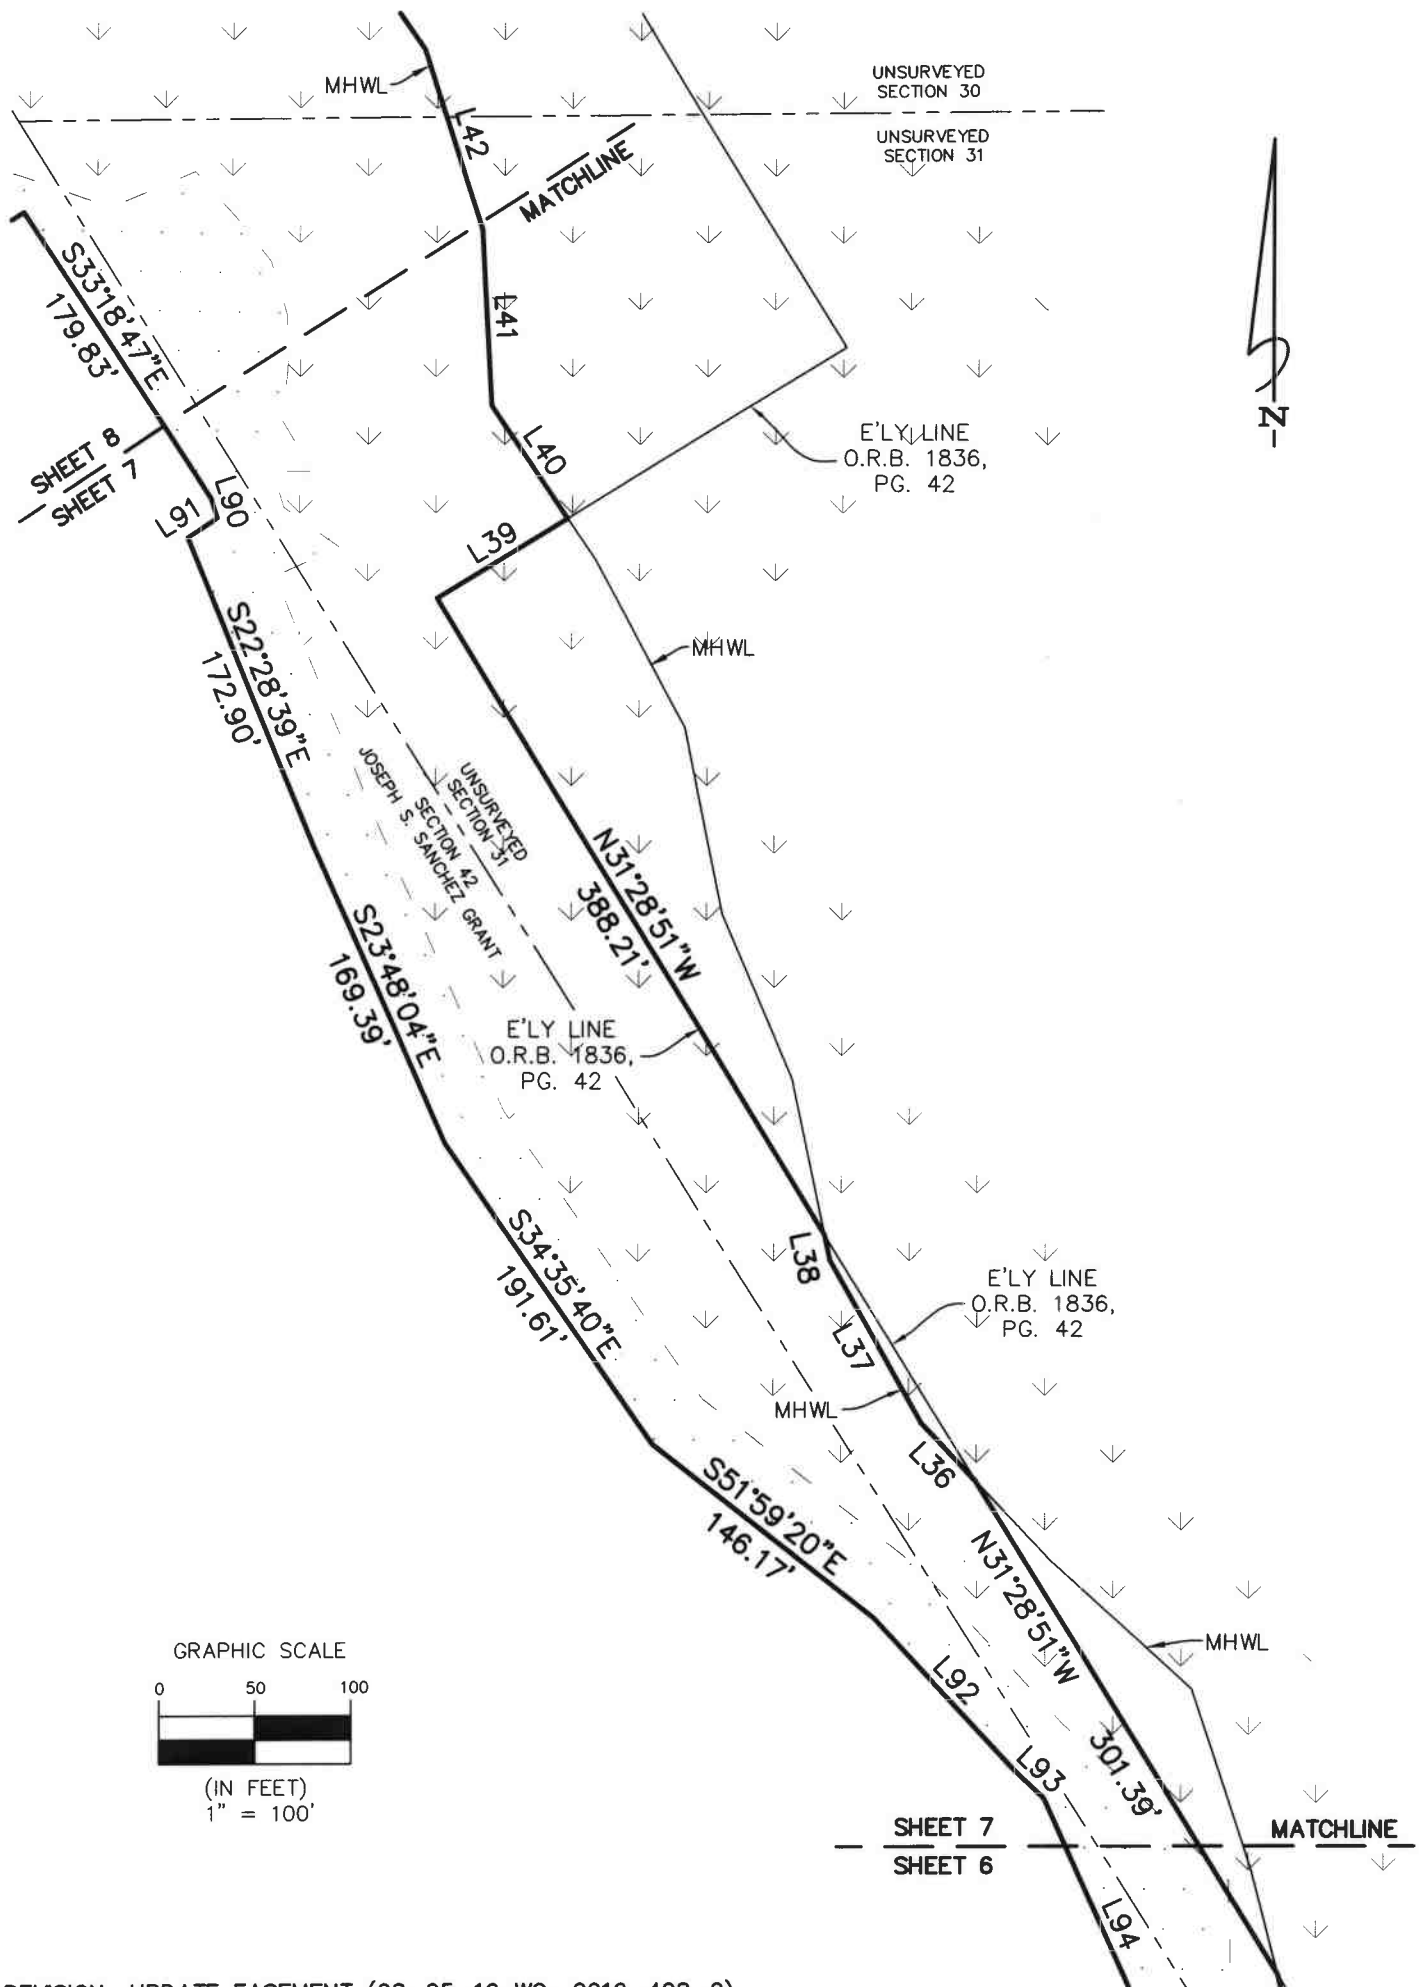 UNSURVEYED
SECTION 30
MHWL
L42
UNSURVEYED
SECTION 31
MATCHLINE
S33°18'47"E
179.83'
L41
E'LY LINE
O.R.B. 1836,
PG. 42
L40
SHEET 8
SHEET 7
L90
L91
L39
N
S22°28'39"E
172.90'
MHWL
UNSURVEYED
SECTION 31
SECTION 42
JOSEPH S. SANCHEZ GRANT
N31°28'51"W
388.21'
S23°48'04"E
169.39'
E'LY LINE
O.R.B. 1836,
PG. 42
S34°35'40"E
191.61'
L38
E'LY LINE
O.R.B. 1836,
PG. 42
L37
MHWL
L36
S51°59'20"E
146.17'
N31°28'51"W
301.39'
MHWL
L92
L93
GRAPHIC SCALE
0 50 100
(IN FEET)
1" = 100'
SHEET 7
MATCHLINE
SHEET 6
L94
UPDATE EASEMENT